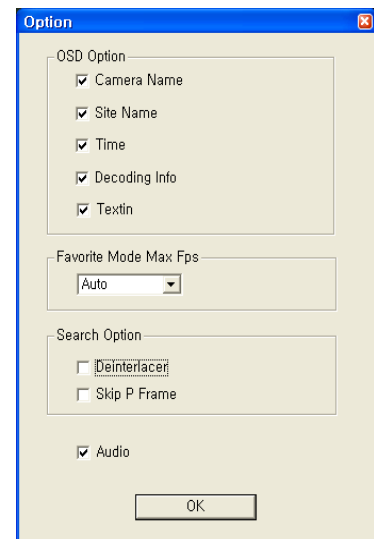 Option
OSD Option
Camera Name
Site Name
Time
Decoding Info
Textin
Favorite Mode Max Fps
Auto
Search Option
Deinterlacer
Skip P Frame
Audio
OK